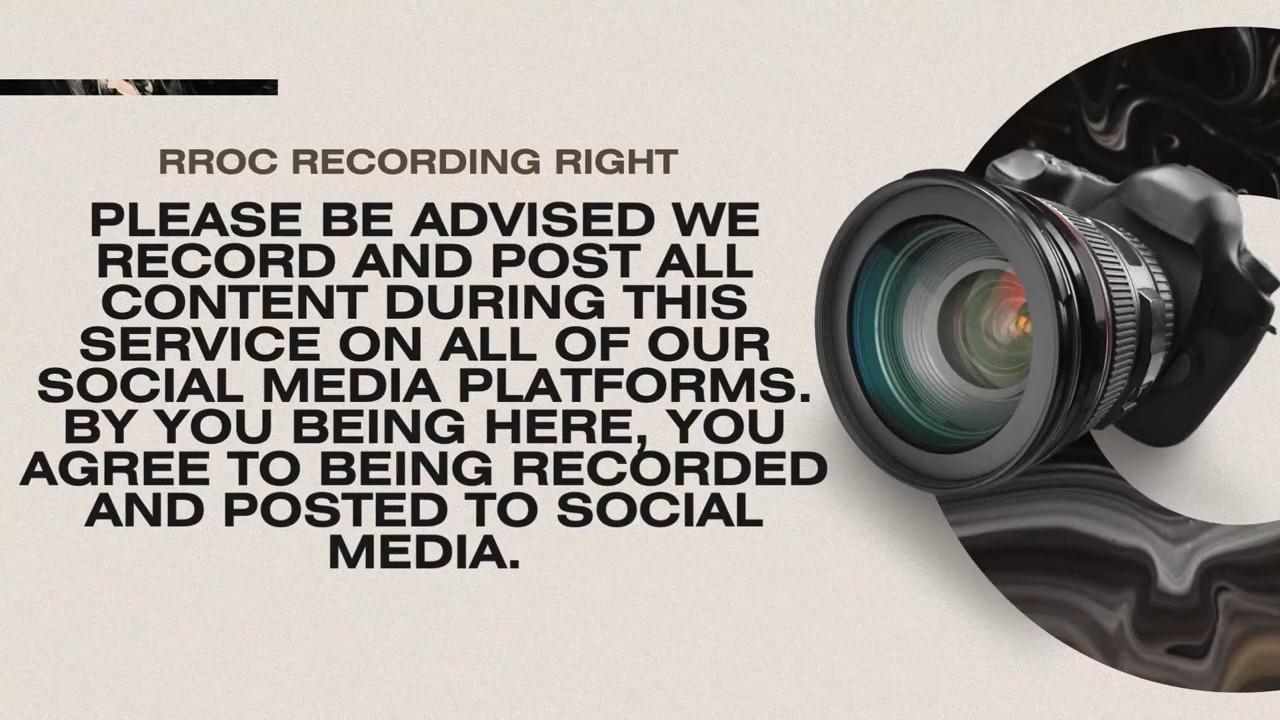 RROC RECORDING RIGHT
PLEASE BE ADVISED WE
RECORD AND POST ALL
CONTENT DURING THIS
SERVICE ON ALL OF OUR
SOCIAL MEDIA PLATFORMS.
BY YOU BEING HERE, YOU
AGREE TO BEING RECORDED
AND POSTED TO SOCIAL
MEDIA.